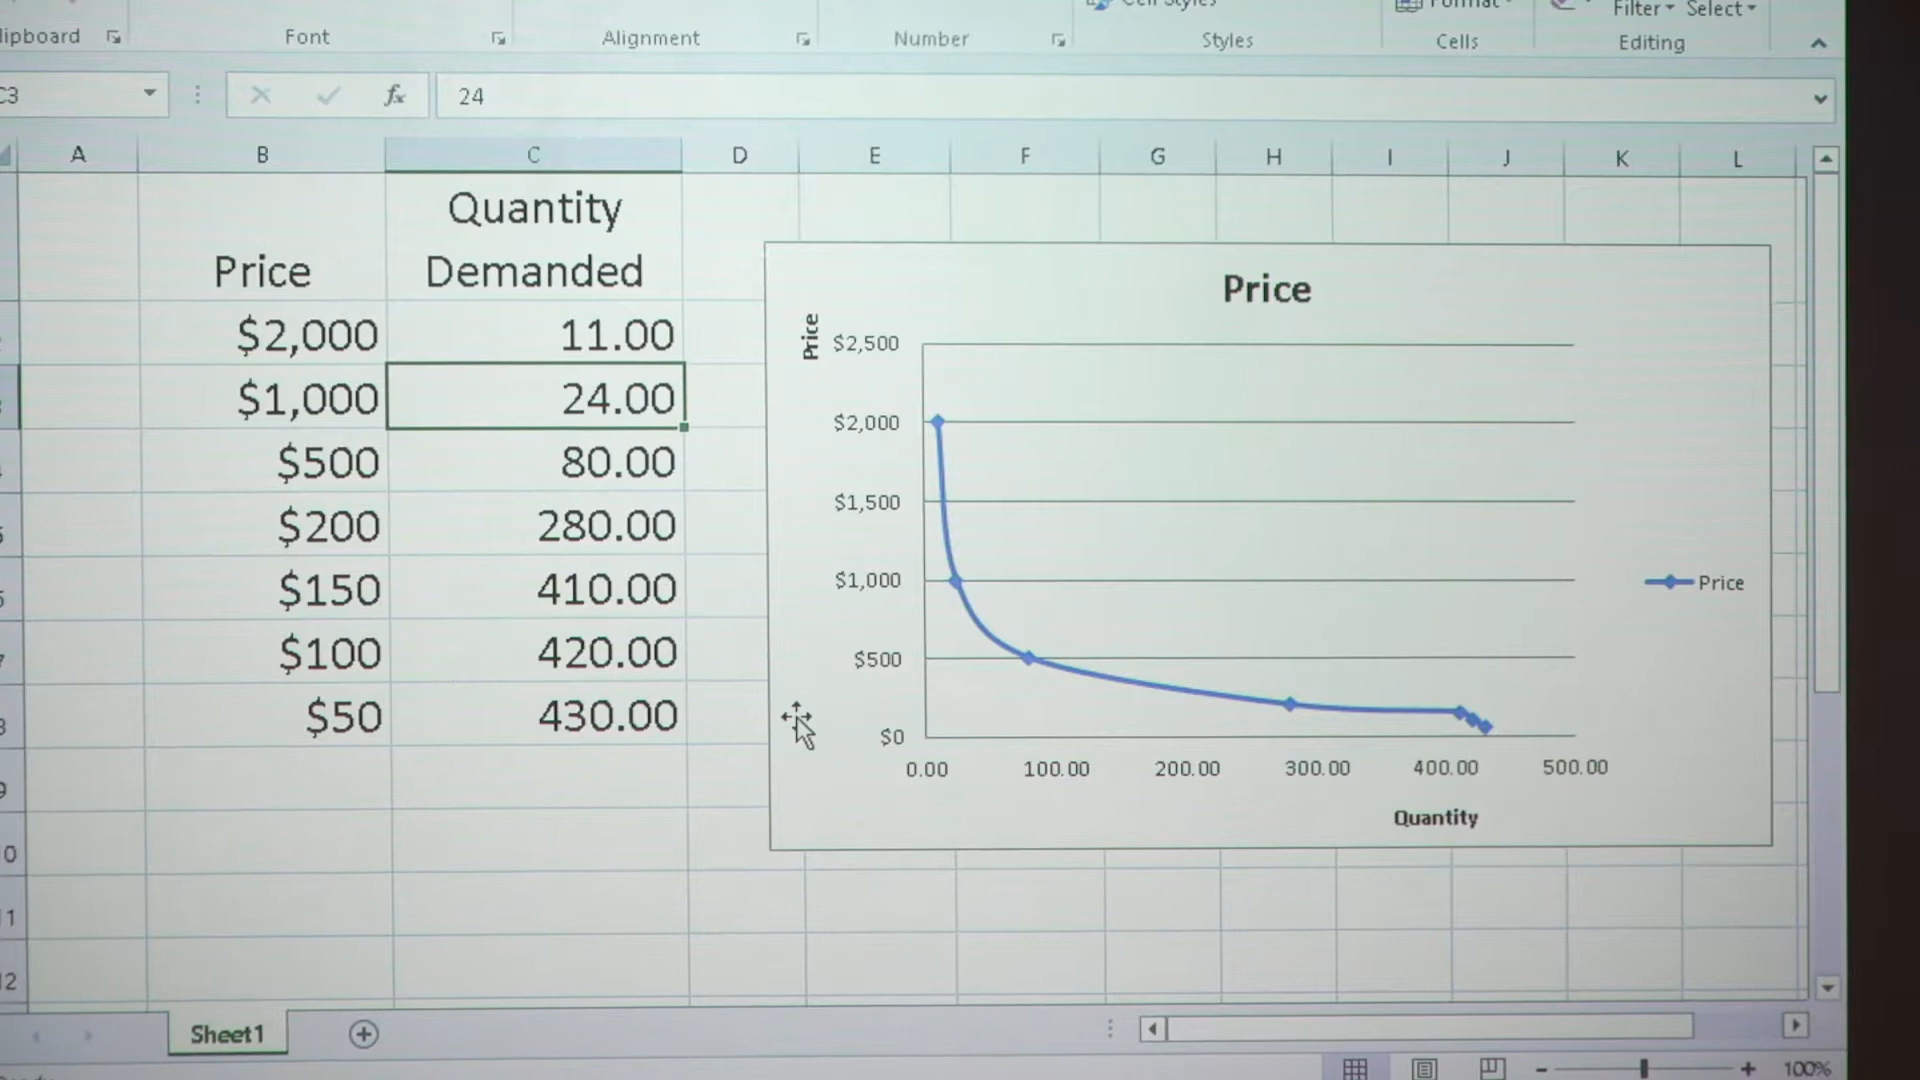 Filter Select
Font Alignment Number Styles Cells Editing
fx 24
A B C D E F G H I J K L
Price Quantity Demanded
$2,000 11.00
$1,000 24.00
$500 80.00
$200 280.00
$150 410.00
$100 420.00
$50 430.00
Price
Price
$2,500
$2,000
$1,500
$1,000
$500
$0
0.00 100.00 200.00 300.00 400.00 500.00
Quantity
Price
Sheet1
100%